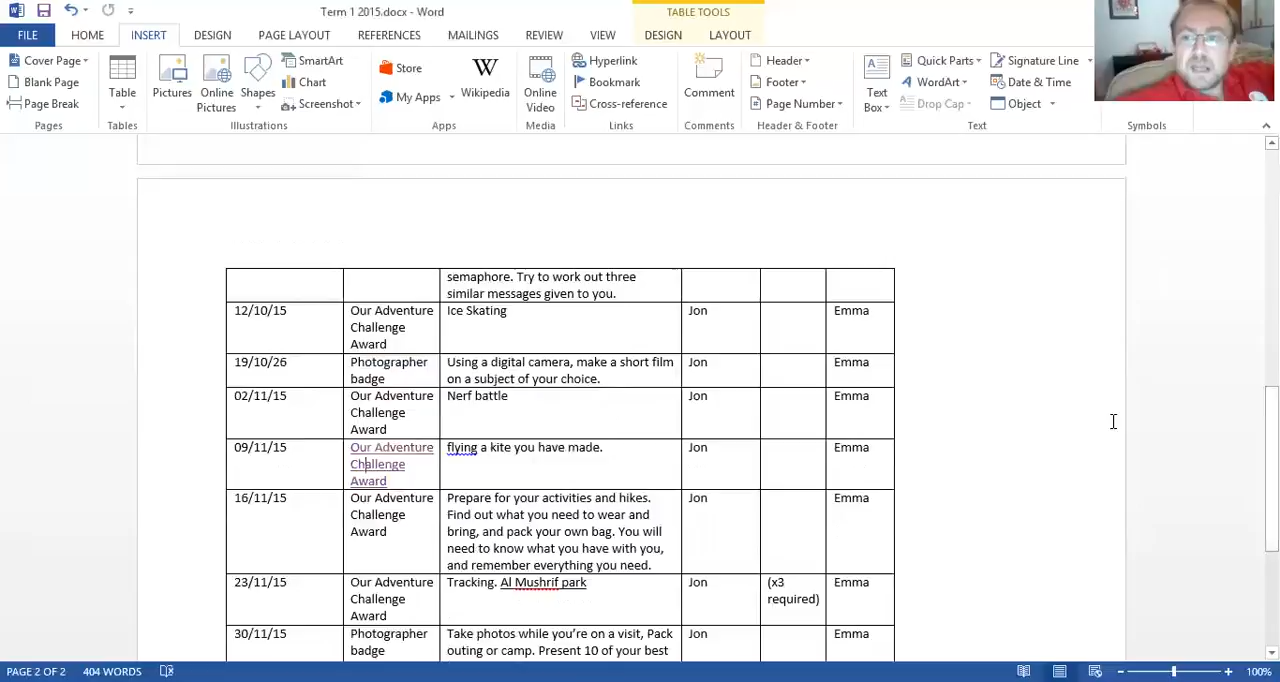 Term 1 2015.docx - Word
TABLE TOOLS
FILE HOME INSERT DESIGN PAGE LAYOUT REFERENCES MAILINGS REVIEW VIEW DESIGN LAYOUT
Cover Page
Blank Page
Page Break
Pages
Table
Tables
Pictures
Online
Pictures
Shapes
SmartArt
Chart
Screenshot
Illustrations
Store
My Apps
Wikipedia
Apps
Online
Video
Media
Hyperlink
Bookmark
Cross-reference
Links
Comment
Comments
Header
Footer
Page Number
Header & Footer
Text
Box
Quick Parts
WordArt
Drop Cap
Signature Line
Date & Time
Object
Text
Symbols
semaphore. Try to work out three
similar messages given to you.
12/10/15
Our Adventure
Challenge
Award
Ice Skating
Jon
Emma
19/10/26
Photographer
badge
Using a digital camera, make a short film
on a subject of your choice.
Jon
Emma
02/11/15
Our Adventure
Challenge
Award
Nerf battle
Jon
Emma
09/11/15
Our Adventure
Challenge
Award
flying a kite you have made.
Jon
Emma
16/11/15
Our Adventure
Challenge
Award
Prepare for your activities and hikes.
Find out what you need to wear and
bring, and pack your own bag. You will
need to know what you have with you,
and remember everything you need.
Jon
Emma
23/11/15
Our Adventure
Challenge
Award
Tracking. Al Mushrif park
Jon
(x3
required)
Emma
30/11/15
Photographer
badge
Take photos while you're on a visit, Pack
outing or camp. Present 10 of your best
Jon
Emma
PAGE 2 OF 2 404 WORDS
100%